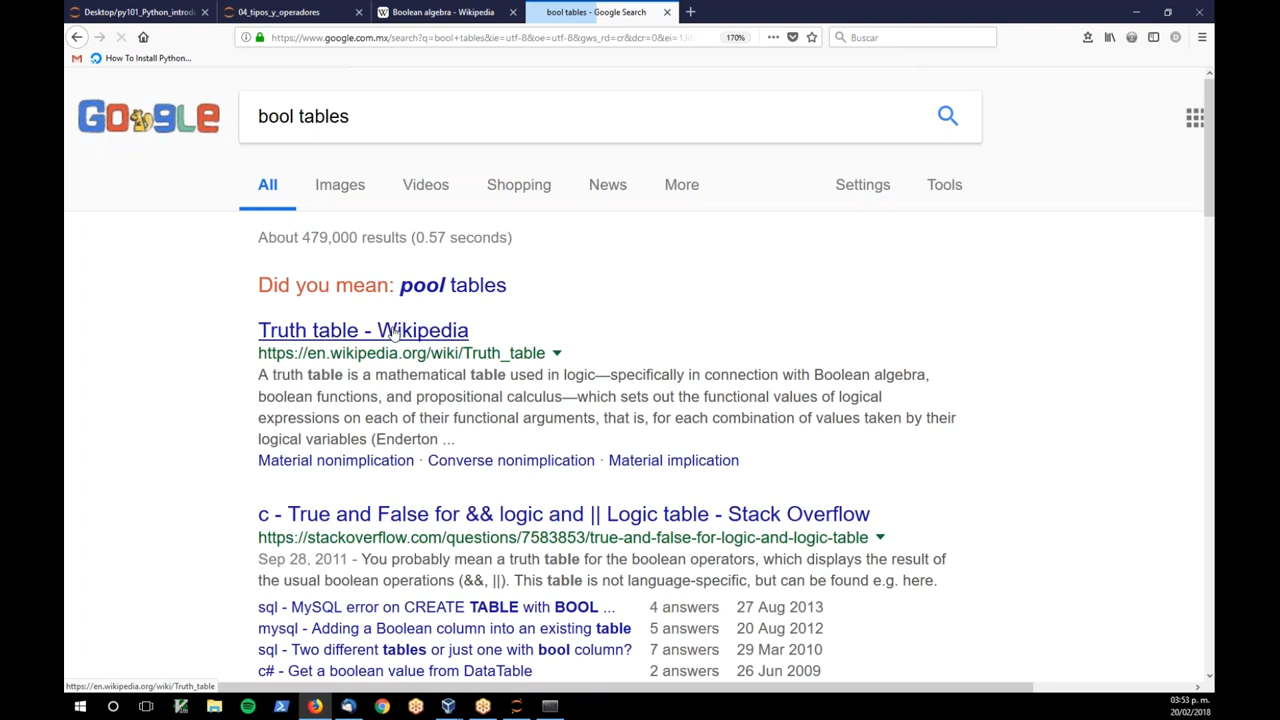 Desktop/py101_Python_introd
04_tipos_y_operadores
Boolean algebra - Wikipedia
bool tables - Google Search
https://www.google.com.mx/search?q=bool+tables&ie=utf-8&oe=utf-8&gws_rd=cr&dcr=0&ei=
170%
Buscar
How To Install Python...
Google
bool tables
All
Images
Videos
Shopping
News
More
Settings
Tools
About 479,000 results (0.57 seconds)
Did you mean: pool tables
Truth table - Wikipedia
https://en.wikipedia.org/wiki/Truth_table
A truth table is a mathematical table used in logic—specifically in connection with Boolean algebra,
boolean functions, and propositional calculus—which sets out the functional values of logical
expressions on each of their functional arguments, that is, for each combination of values taken by their
logical variables (Enderton ...
Material nonimplication · Converse nonimplication · Material implication
c - True and False for && logic and || Logic table - Stack Overflow
https://stackoverflow.com/questions/7583853/true-and-false-for-logic-and-logic-table
Sep 28, 2011 - You probably mean a truth table for the boolean operators, which displays the result of
the usual boolean operations (&&, ||). This table is not language-specific, but can be found e.g. here.
sql - MySQL error on CREATE TABLE with BOOL ... 4 answers 27 Aug 2013
mysql - Adding a Boolean column into an existing table 5 answers 20 Aug 2012
sql - Two different tables or just one with bool column? 7 answers 29 Mar 2010
c# - Get a boolean value from DataTable 2 answers 26 Jun 2009
https://en.wikipedia.org/wiki/Truth_table
03:53 p. m.
20/02/2018